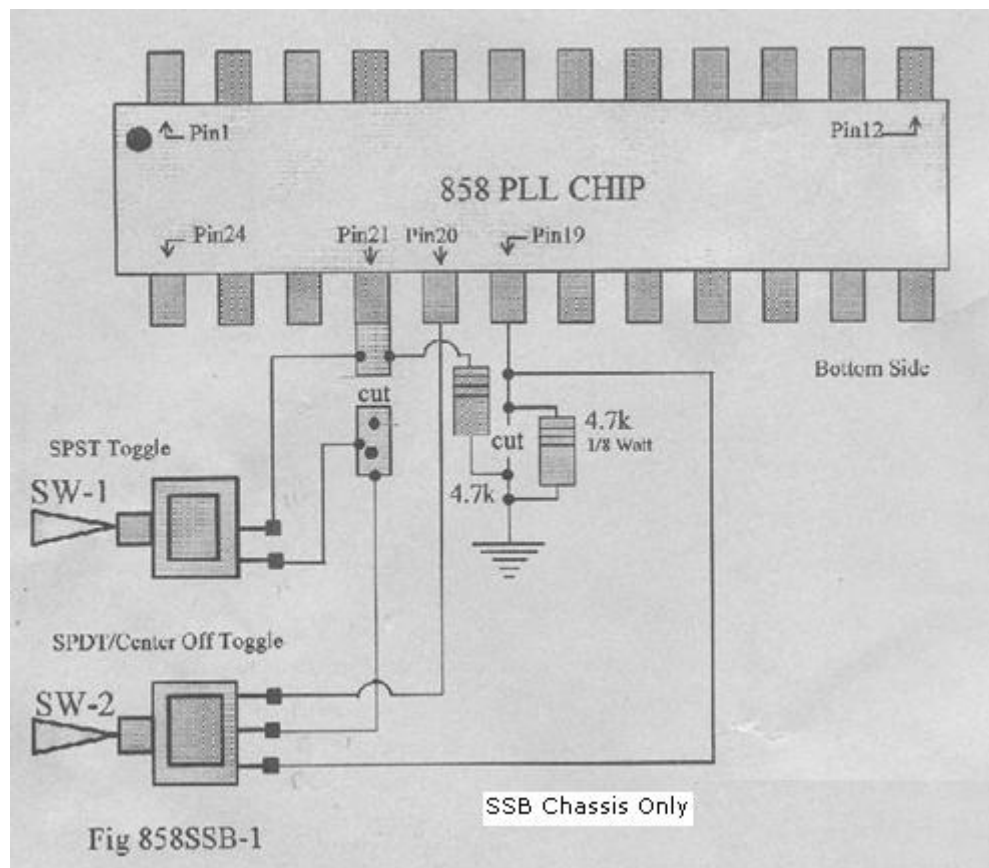 Pin1
Pin12
858 PLL CHIP
Pin24
Pin21
Pin20
Pin19
Bottom Side
cut
4.7k
1/8 Watt
cut
4.7k
SPST Toggle
SW-1
SPDT/Center Off Toggle
SW-2
SSB Chassis Only
Fig 858SSB-1